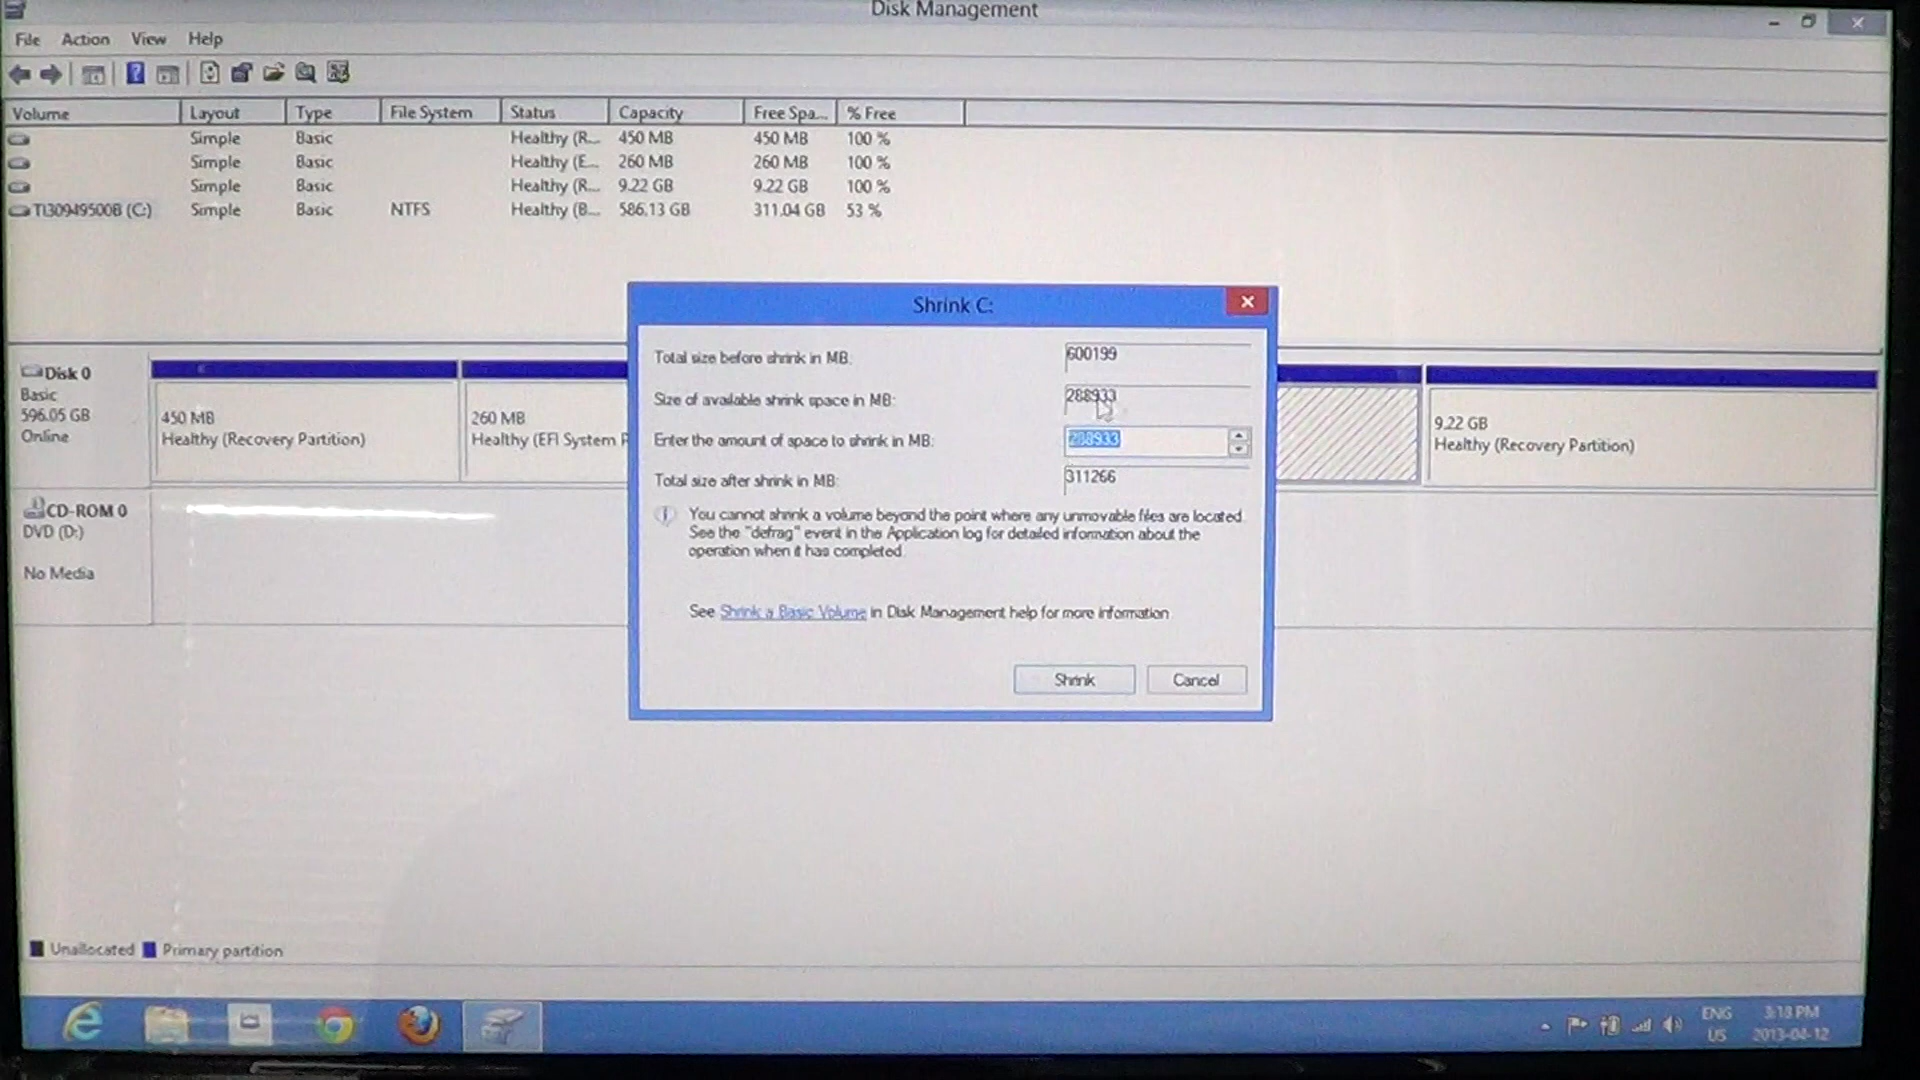 Disk Management
File Action View Help
Volume Layout Type File System Status Capacity Free Spa... % Free
Simple Basic Healthy (R... 450 MB 450 MB 100 %
Simple Basic Healthy (E... 260 MB 260 MB 100 %
Simple Basic Healthy (R... 9.22 GB 9.22 GB 100 %
TI30949500B (C:) Simple Basic NTFS Healthy (B... 586.13 GB 311.04 GB 53 %
Shrink C:
Total size before shrink in MB: 600199
Size of available shrink space in MB: 288933
Enter the amount of space to shrink in MB: 288933
Total size after shrink in MB: 311266
You cannot shrink a volume beyond the point where any unmovable files are located.
See the "defrag" event in the Application log for detailed information about the
operation when it has completed.
See Shrink a Basic Volume in Disk Management help for more information
Shrink Cancel
Disk 0
Basic
596.05 GB
Online
450 MB
Healthy (Recovery Partition)
260 MB
Healthy (EFI System P
9.22 GB
Healthy (Recovery Partition)
CD-ROM 0
DVD (D:)
No Media
Unallocated Primary partition
ENG 3:18 PM
US 2013-04-12